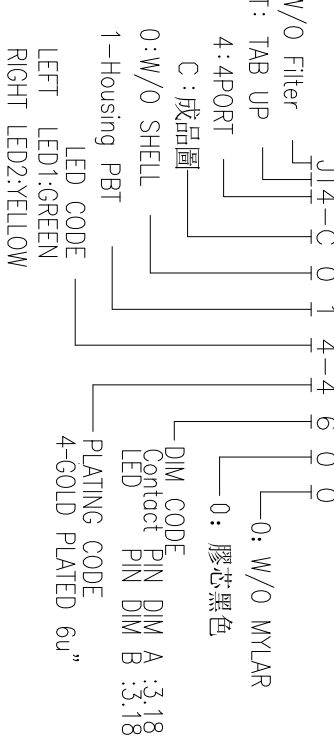 JT4-C 0 1 4-4 6 0 0
W/O Filter
T: TAB UP
4:4PORT
C:成品圖
0:W/O SHELL
1-Housing PBT
LED CODE
LEFT LED1:GREEN
RIGHT LED2:YELLOW
0: W/O MYLAR
0: 膠芯黑色
DIM CODE
Contact PIN DIM A :3.18
LED PIN DIM B :3.18
PLATING CODE
4-GOLD PLATED 6u"